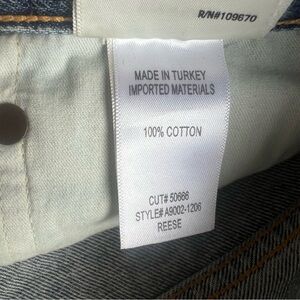 R/N#109670
MADE IN TURKEY
IMPORTED MATERIALS
100% COTTON
CUT# 50666
STYLE# A9002-1206
REESE